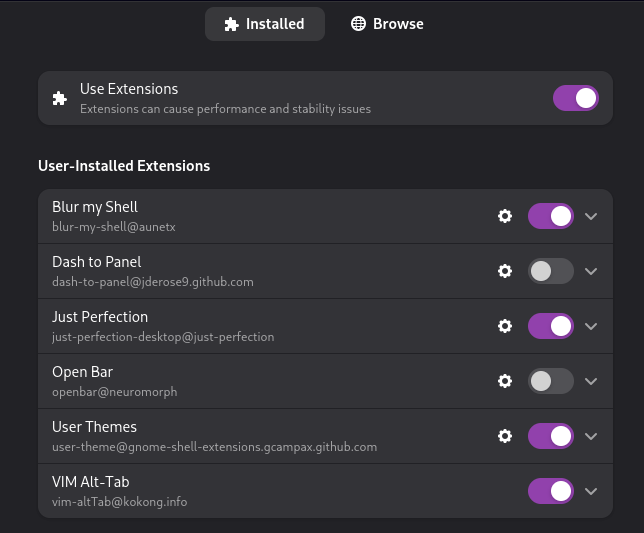 Installed
Browse
Use Extensions
Extensions can cause performance and stability issues
User-Installed Extensions
Blur my Shell
blur-my-shell@aunetx
Dash to Panel
dash-to-panel@jderose9.github.com
Just Perfection
just-perfection-desktop@just-perfection
Open Bar
openbar@neuromorph
User Themes
user-theme@gnome-shell-extensions.gcampax.github.com
VIM Alt-Tab
vim-altTab@kokong.info